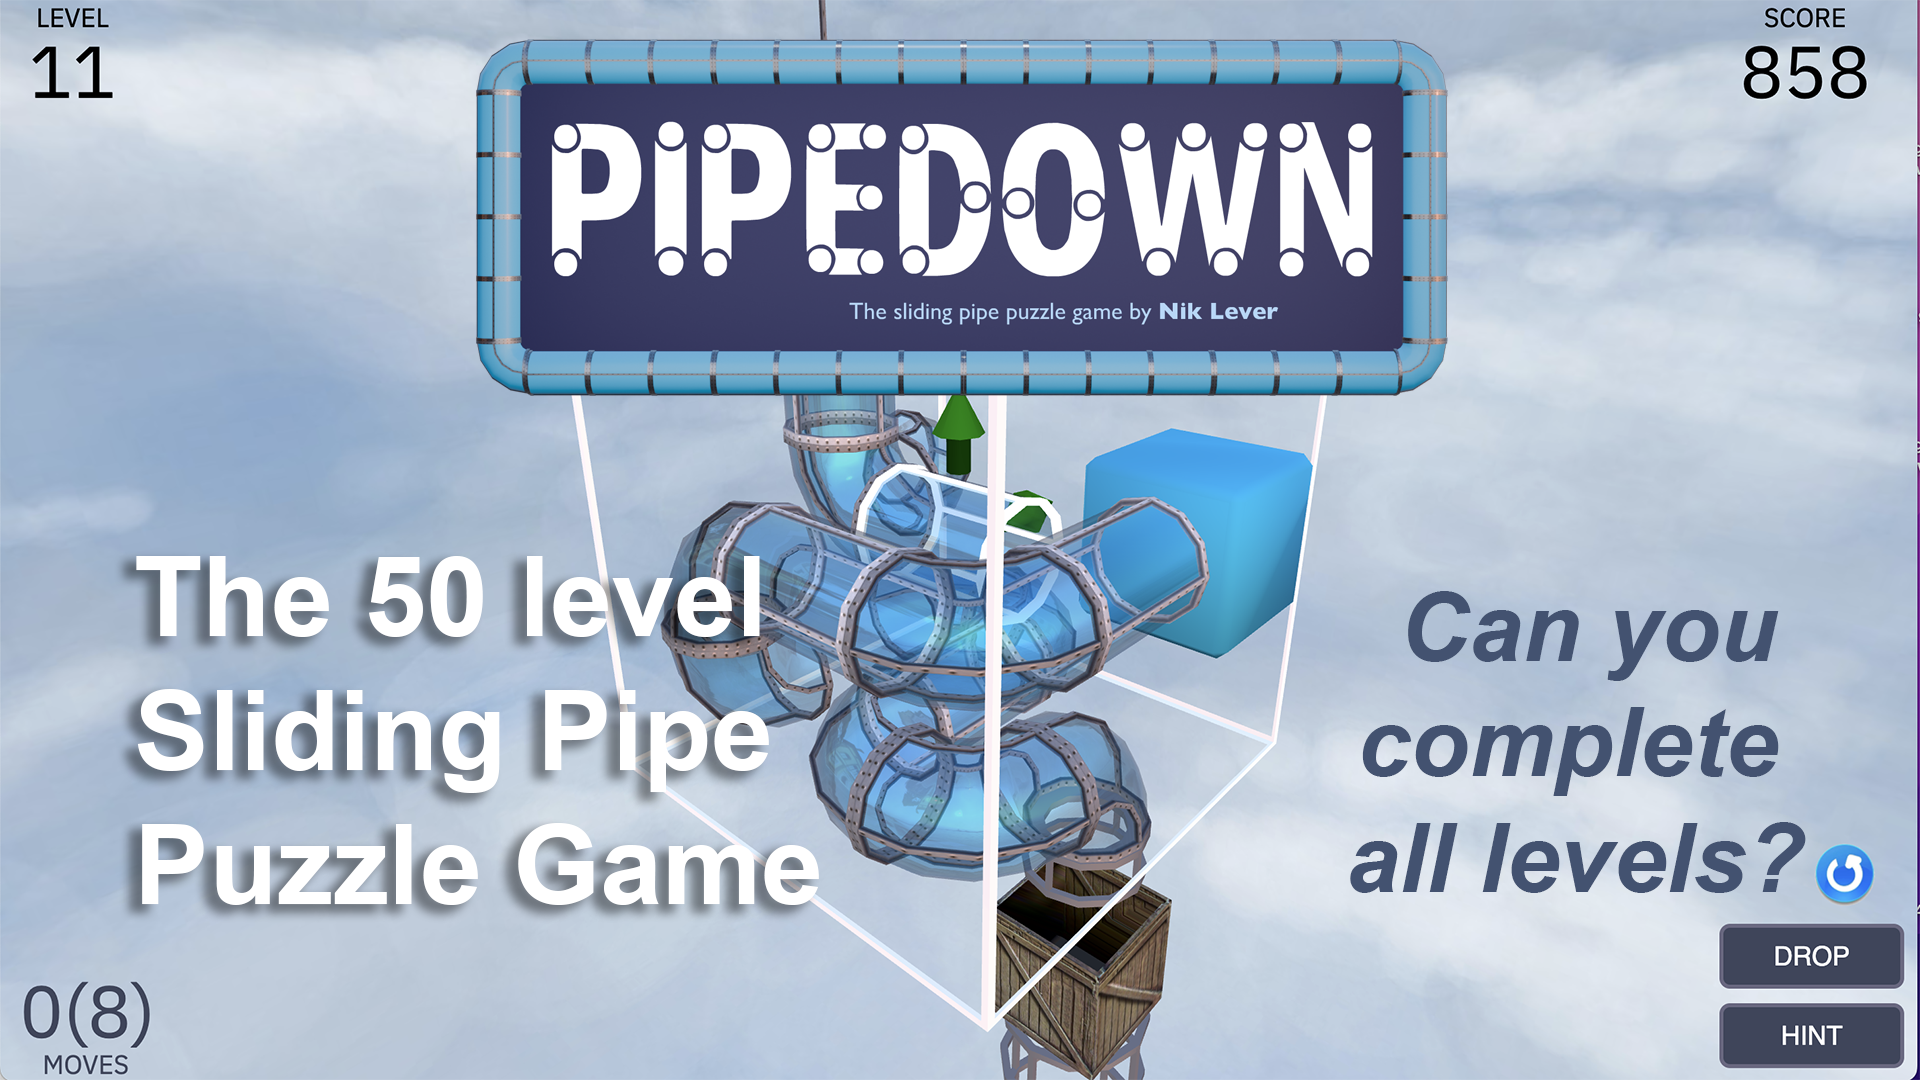 LEVEL
11
SCORE
858
PIPEDOWN
The sliding pipe puzzle game by Nik Lever
The 50 level
Sliding Pipe
Puzzle Game
Can you
complete
all levels?
DROP
HINT
0(8)
MOVES